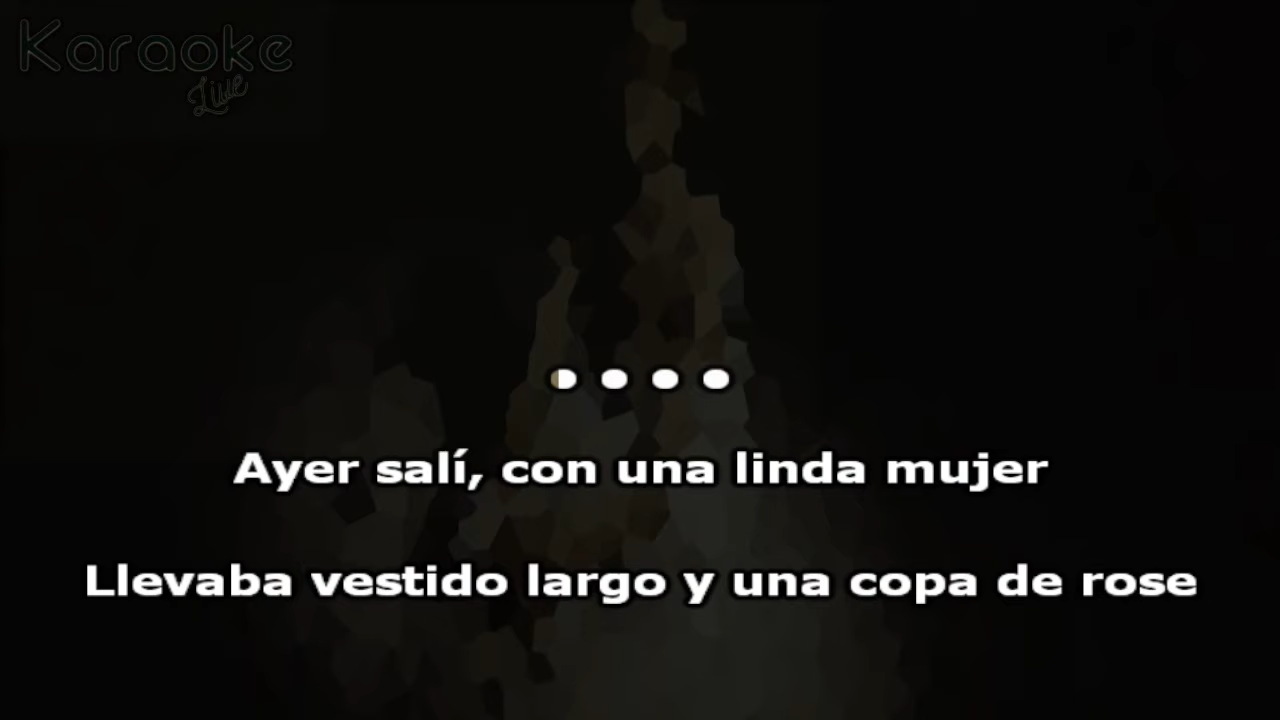 Karaoke
Live
Ayer salí, con una linda mujer
Llevaba vestido largo y una copa de rose